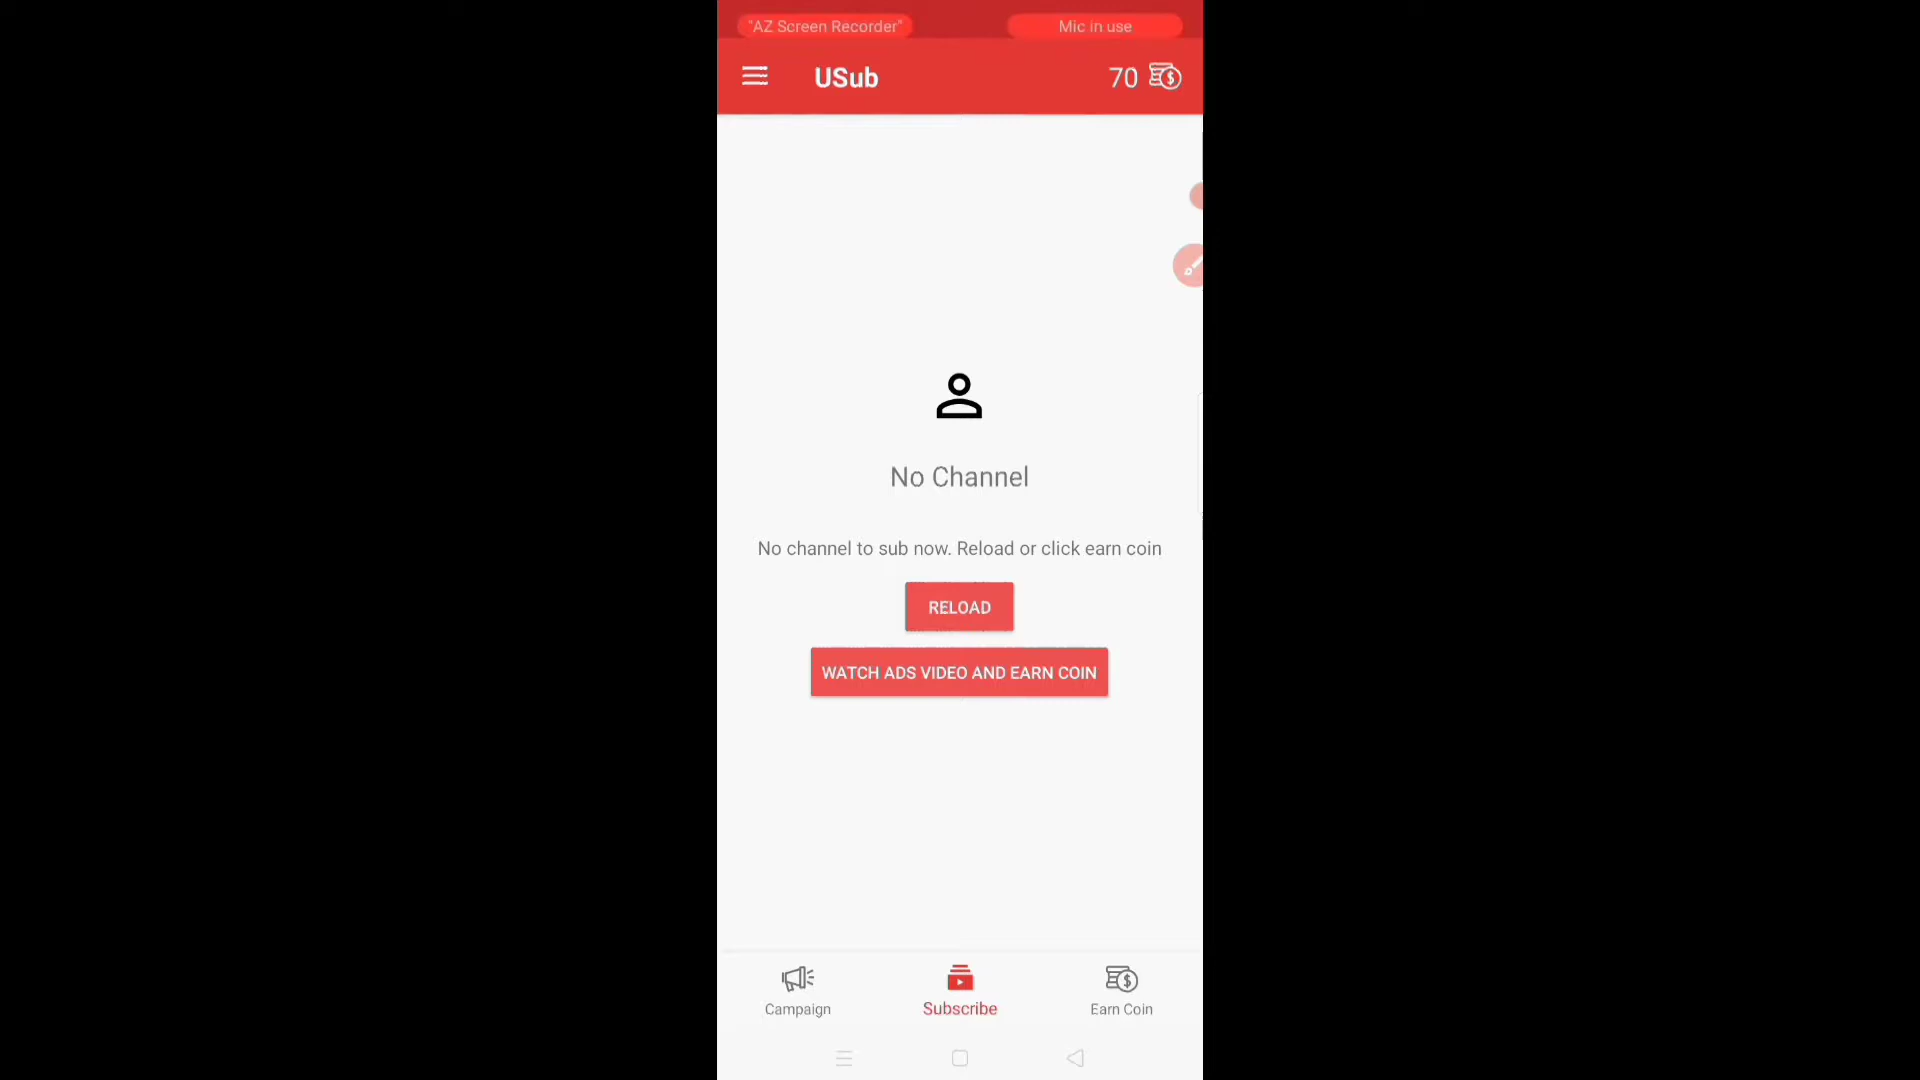 "AZ Screen Recorder" Mic in use
USub 70
No Channel
No channel to sub now. Reload or click earn coin
RELOAD
WATCH ADS VIDEO AND EARN COIN
Campaign Subscribe Earn Coin